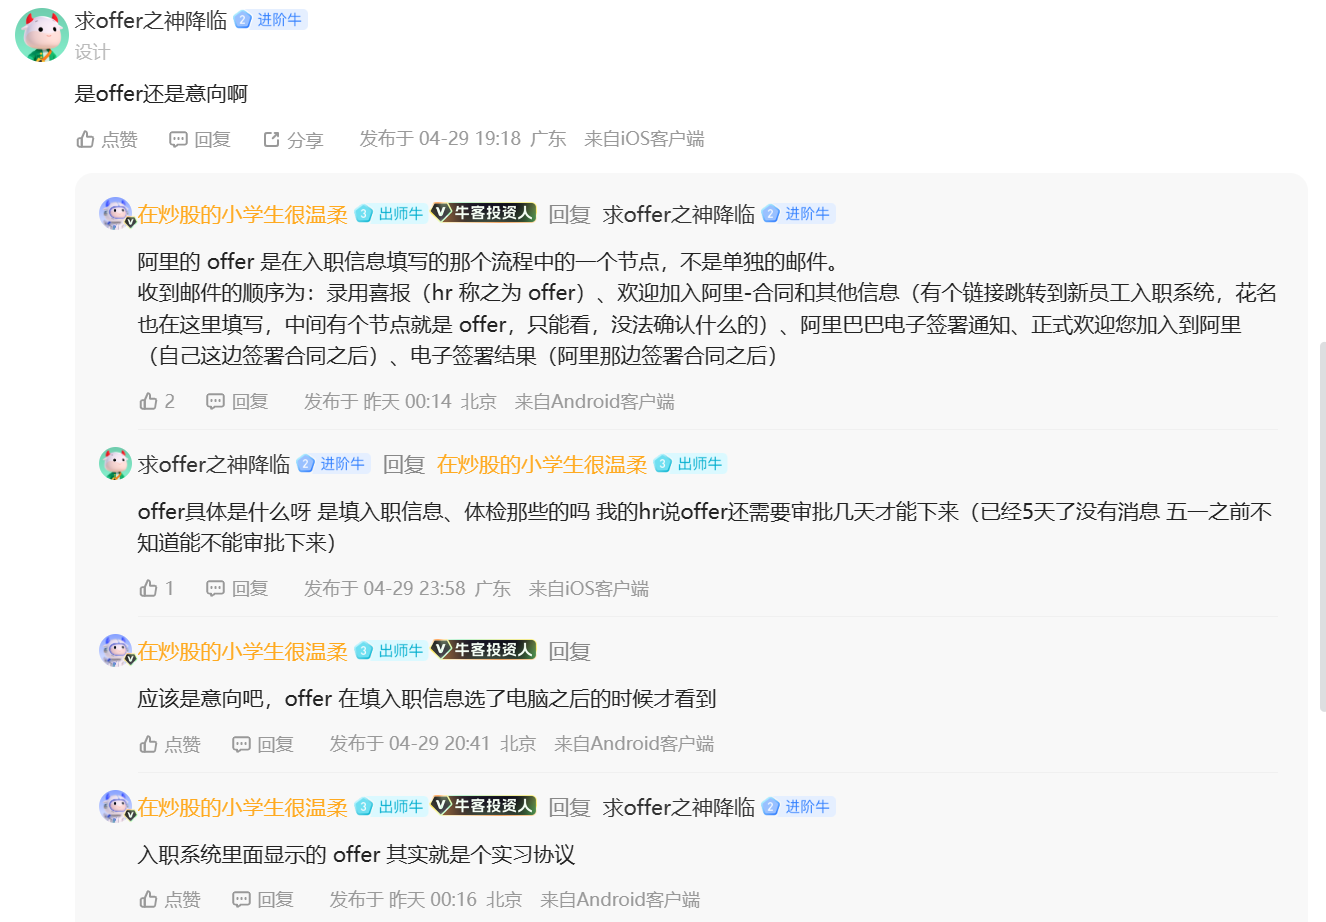 求offer之神降临 2 进阶牛
设计
是offer还是意向啊
点赞 回复 分享 发布于 04-29 19:18 广东 来自iOS客户端
在炒股的小学生很温柔 3 出师牛 V 牛客投资人 回复 求offer之神降临 2 进阶牛
阿里的 offer 是在入职信息填写的那个流程中的一个节点，不是单独的邮件。
收到邮件的顺序为：录用喜报（hr 称之为 offer）、欢迎加入阿里-合同和其他信息（有个链接跳转到新员工入职系统，花名
也在这里填写，中间有个节点就是 offer，只能看，没法确认什么的）、阿里巴巴电子签署通知、正式欢迎您加入到阿里
（自己这边签署合同之后）、电子签署结果（阿里那边签署合同之后）
2 回复 发布于 昨天 00:14 北京 来自Android客户端
求offer之神降临 2 进阶牛 回复 在炒股的小学生很温柔 3 出师牛
offer具体是什么呀 是填入职信息、体检那些的吗 我的hr说offer还需要审批几天才能下来（已经5天了没有消息 五一之前不
知道能不能审批下来）
1 回复 发布于 04-29 23:58 广东 来自iOS客户端
在炒股的小学生很温柔 3 出师牛 V 牛客投资人 回复
应该是意向吧，offer 在填入职信息选了电脑之后的时候才看到
点赞 回复 发布于 04-29 20:41 北京 来自Android客户端
在炒股的小学生很温柔 3 出师牛 V 牛客投资人 回复 求offer之神降临 2 进阶牛
入职系统里面显示的 offer 其实就是个实习协议
点赞 回复 发布于 昨天 00:16 北京 来自Android客户端